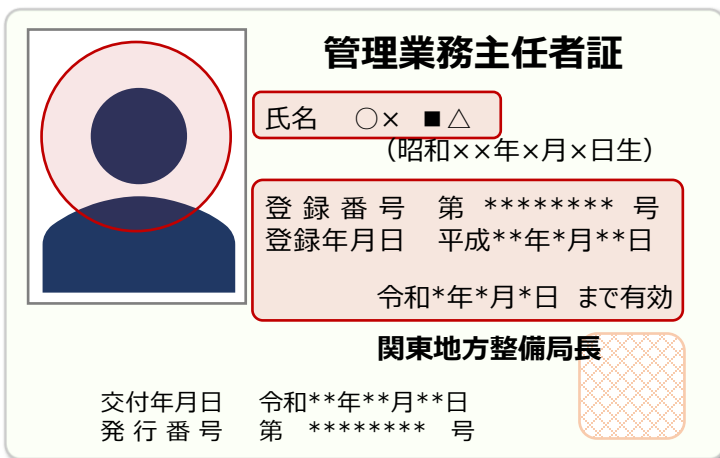 管理業務主任者証
氏名 ○× ■△
（昭和××年×月×日生）
登録番号 第 ******** 号
登録年月日 平成**年*月**日
令和*年*月*日 まで有効
関東地方整備局長
交付年月日 令和**年**月**日
発行番号 第 ******** 号